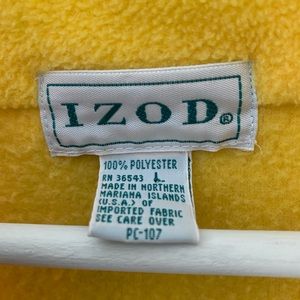 IZOD®
100% POLYESTER
RN 36543 L
MADE IN NORTHERN
MARIANA ISLANDS
(U.S.A.) OF
IMPORTED FABRIC
SEE CARE OVER
PC-107